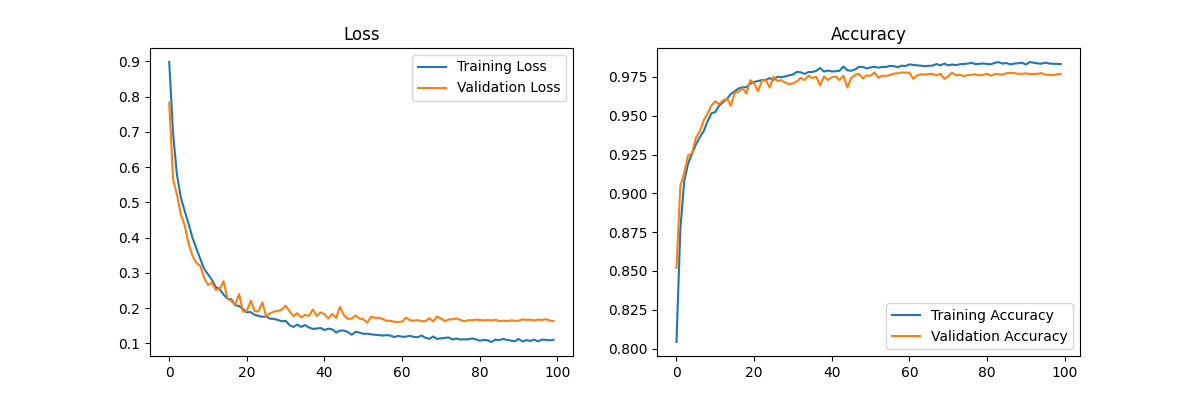 Loss
Training Loss
Validation Loss
0.9
0.8
0.7
0.6
0.5
0.4
0.3
0.2
0.1
0 20 40 60 80 100
Accuracy
0.975
0.950
0.925
0.900
0.875
0.850
0.825
0.800
Training Accuracy
Validation Accuracy
0 20 40 60 80 100